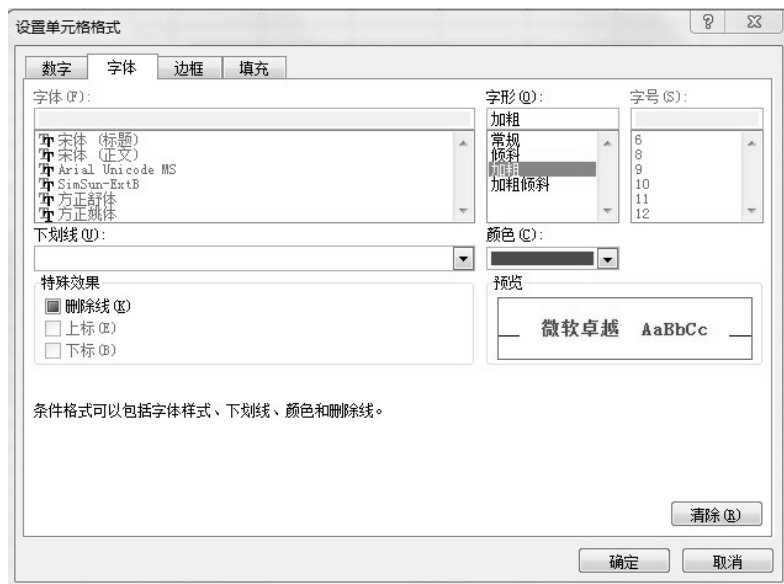 设置单元格格式
数字 字体 边框 填充
字体(F): 字形(O): 字号(S):
加粗
宋体 (标题) 常规 6
宋体 (正文) 倾斜 8
Arial Unicode MS 加粗 9
SimSun-ExtB 加粗倾斜 10
方正舒体 11
方正姚体 12
下划线(U): 颜色(C):
特殊效果 预览
删除线(K)
上标(E)
下标(B)
微软卓越 AaBbCc
条件格式可以包括字体样式、下划线、颜色和删除线。
清除(R)
确定 取消